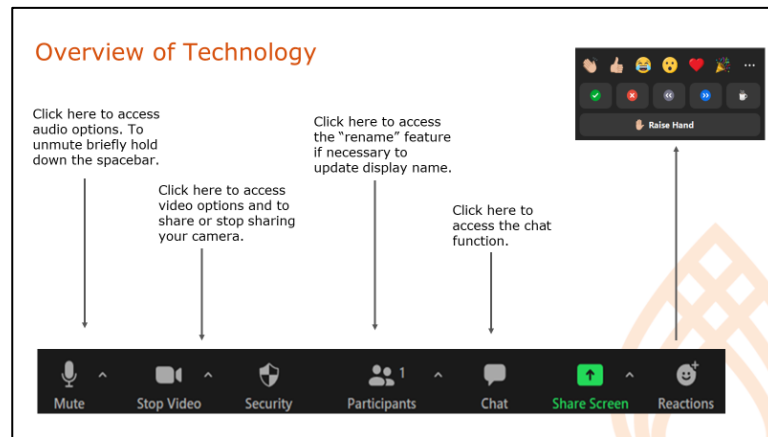 Overview of Technology
Click here to access
audio options. To
unmute briefly hold
down the spacebar.
Click here to access
video options and to
share or stop sharing
your camera.
Click here to access
the “rename” feature
if necessary to
update display name.
Click here to
access the chat
function.
Raise Hand
Mute
Stop Video
Security
1
Participants
Chat
Share Screen
Reactions